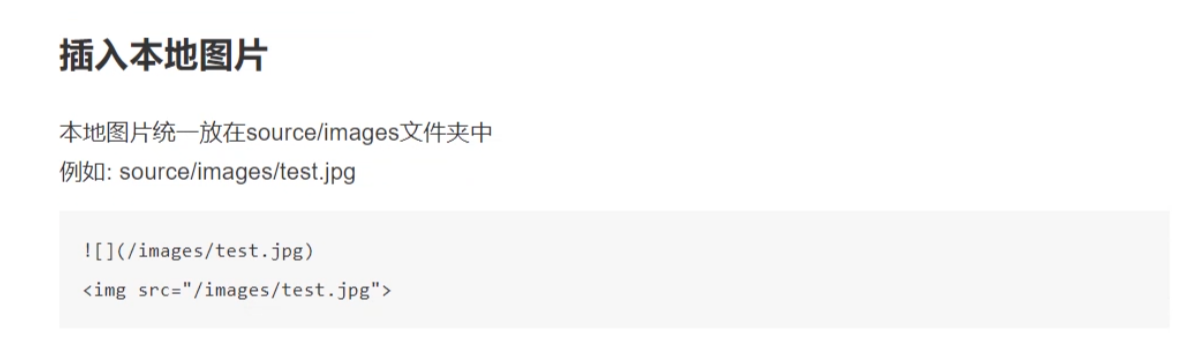 插入本地图片
本地图片统一放在source/images文件夹中
例如: source/images/test.jpg
![](/images/test.jpg)
<img src="/images/test.jpg">